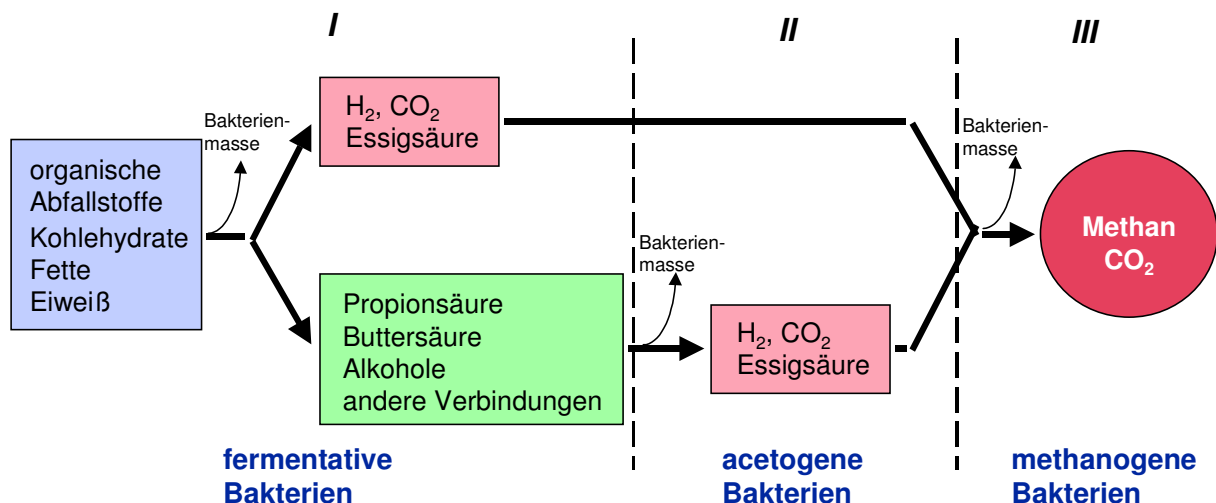 I
II
III
Bakterien-
masse
organische
Abfallstoffe
Kohlehydrate
Fette
Eiweiß
H₂, CO₂
Essigsäure
Propionsäure
Buttersäure
Alkohole
andere Verbindungen
Bakterien-
masse
H₂, CO₂
Essigsäure
Bakterien-
masse
Methan
CO₂
fermentative
Bakterien
acetogene
Bakterien
methanogene
Bakterien